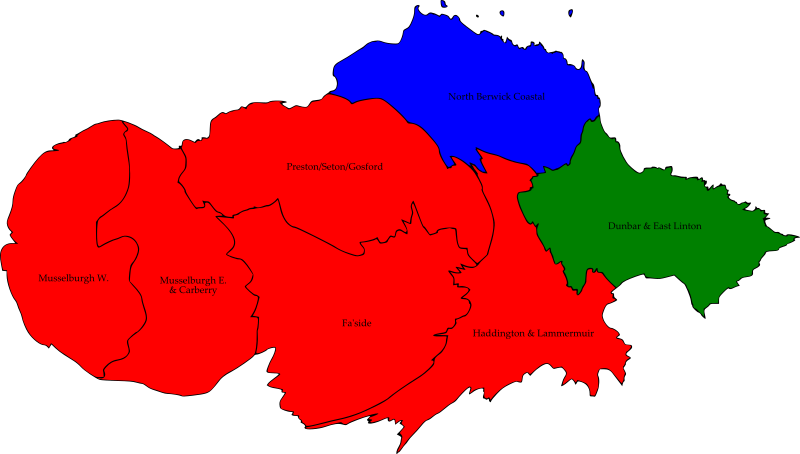 North Berwick Coastal
Preston/Seton/Gosford
Dunbar & East Linton
Musselburgh W.
Musselburgh E.
& Carberry
Fa'side
Haddington & Lammermuir